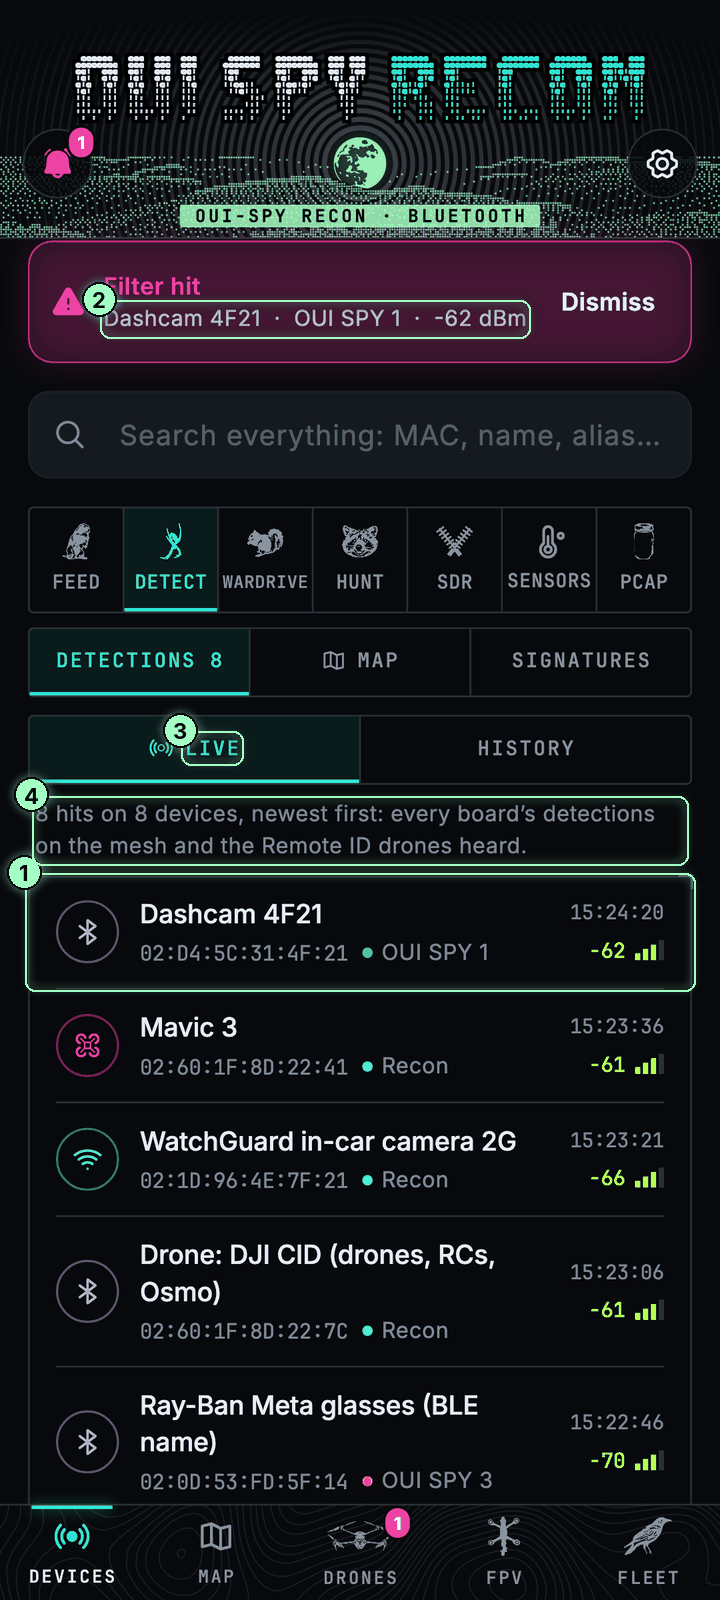 OUI SPY RECON
1
OUI-SPY RECON · BLUETOOTH
Filter hit
2
Dashcam 4F21 · OUI SPY 1 · -62 dBm
Dismiss
Search everything: MAC, name, alias...
FEED
DETECT
WARDRIVE
HUNT
SDR
SENSORS
PCAP
DETECTIONS 8
MAP
SIGNATURES
3
LIVE
HISTORY
4
8 hits on 8 devices, newest first: every board's detections
on the mesh and the Remote ID drones heard.
1
Dashcam 4F21
15:24:20
02:D4:5C:31:4F:21 OUI SPY 1
-62
Mavic 3
15:23:36
02:60:1F:8D:22:41 Recon
-61
WatchGuard in-car camera 2G
15:23:21
02:1D:96:4E:7F:21 Recon
-66
Drone: DJI CID (drones, RCs,
Osmo)
15:23:06
02:60:1F:8D:22:7C Recon
-61
Ray-Ban Meta glasses (BLE
name)
15:22:46
02:0D:53:FD:5F:14 OUI SPY 3
-70
1
DEVICES
MAP
DRONES
FPV
FLEET